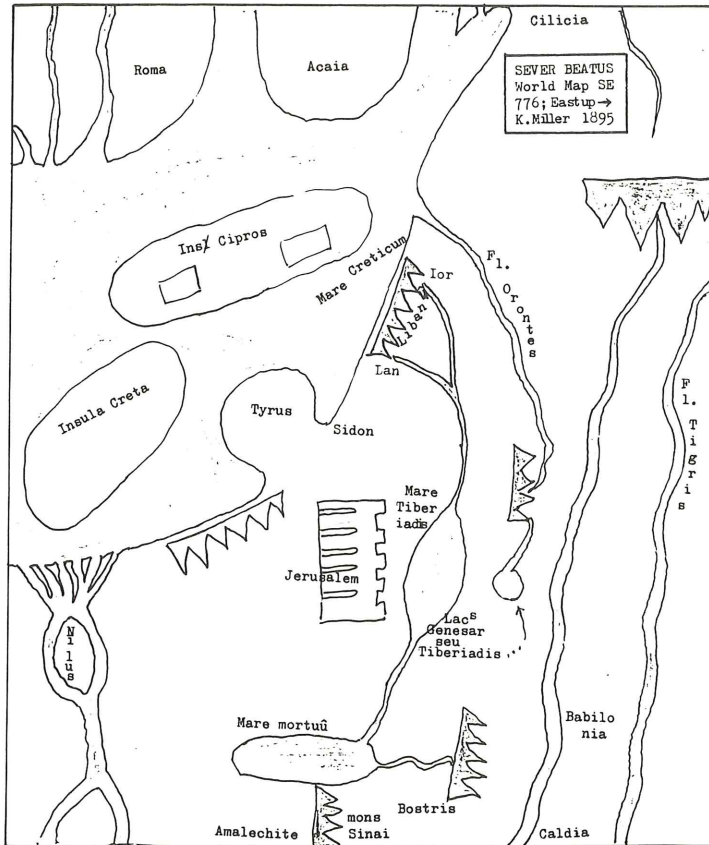 Cilicia
Roma
Acaia
SEVER BEATUS
World Map SE
776; Eastup→
K.Miller 1895
Ins/ Cipros
Mare Creticum
Ior
Fl. Orontes
Liban
Lan
Insula Creta
Tyrus
Sidon
Fl. Tigris
Mare
Tiber
iadis
Jerusalem
Lacs
Genesar
seu
Tiberiadis
Nilus
Mare mortuû
Babilo
nia
Bostris
Amalechite
mons
Sinai
Caldia